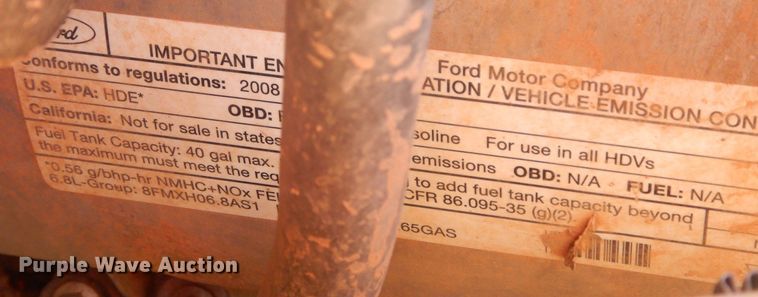 Ford
Ford Motor Company
IMPORTANT EN ATION / VEHICLE EMISSION CON
onforms to regulations: 2008 soline For use in all HDVs
U.S. EPA: HDE* OBD: emissions OBD: N/A FUEL: N/A
California: Not for sale in states
Fuel Tank Capacity: 40 gal max. to add fuel tank capacity beyond
the maximum must meet the req CFR 86.095-35 (g)(2)
*0.56 g/bhp-hr NMHC+NOx FE
6.8L-Group: 8FMXH06.8AS1 65GAS
Purple Wave Auction